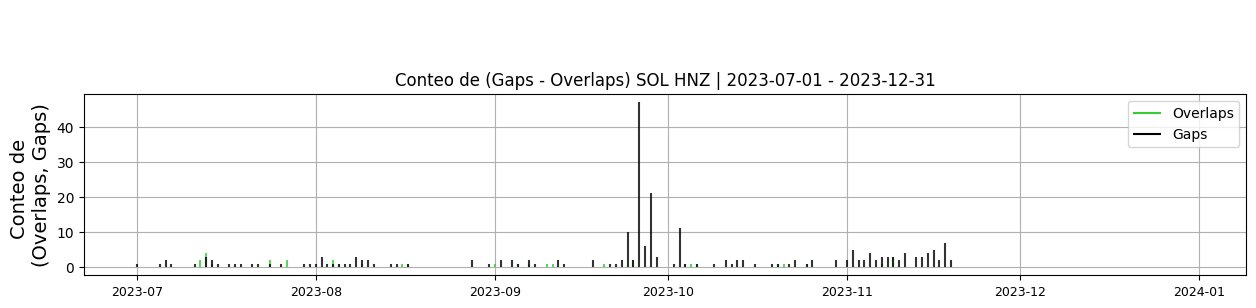 Conteo de (Gaps - Overlaps) SOL HNZ | 2023-07-01 - 2023-12-31
Conteo de
(Overlaps, Gaps)
40
30
20
10
0
Overlaps
Gaps
2023-07
2023-08
2023-09
2023-10
2023-11
2023-12
2024-01